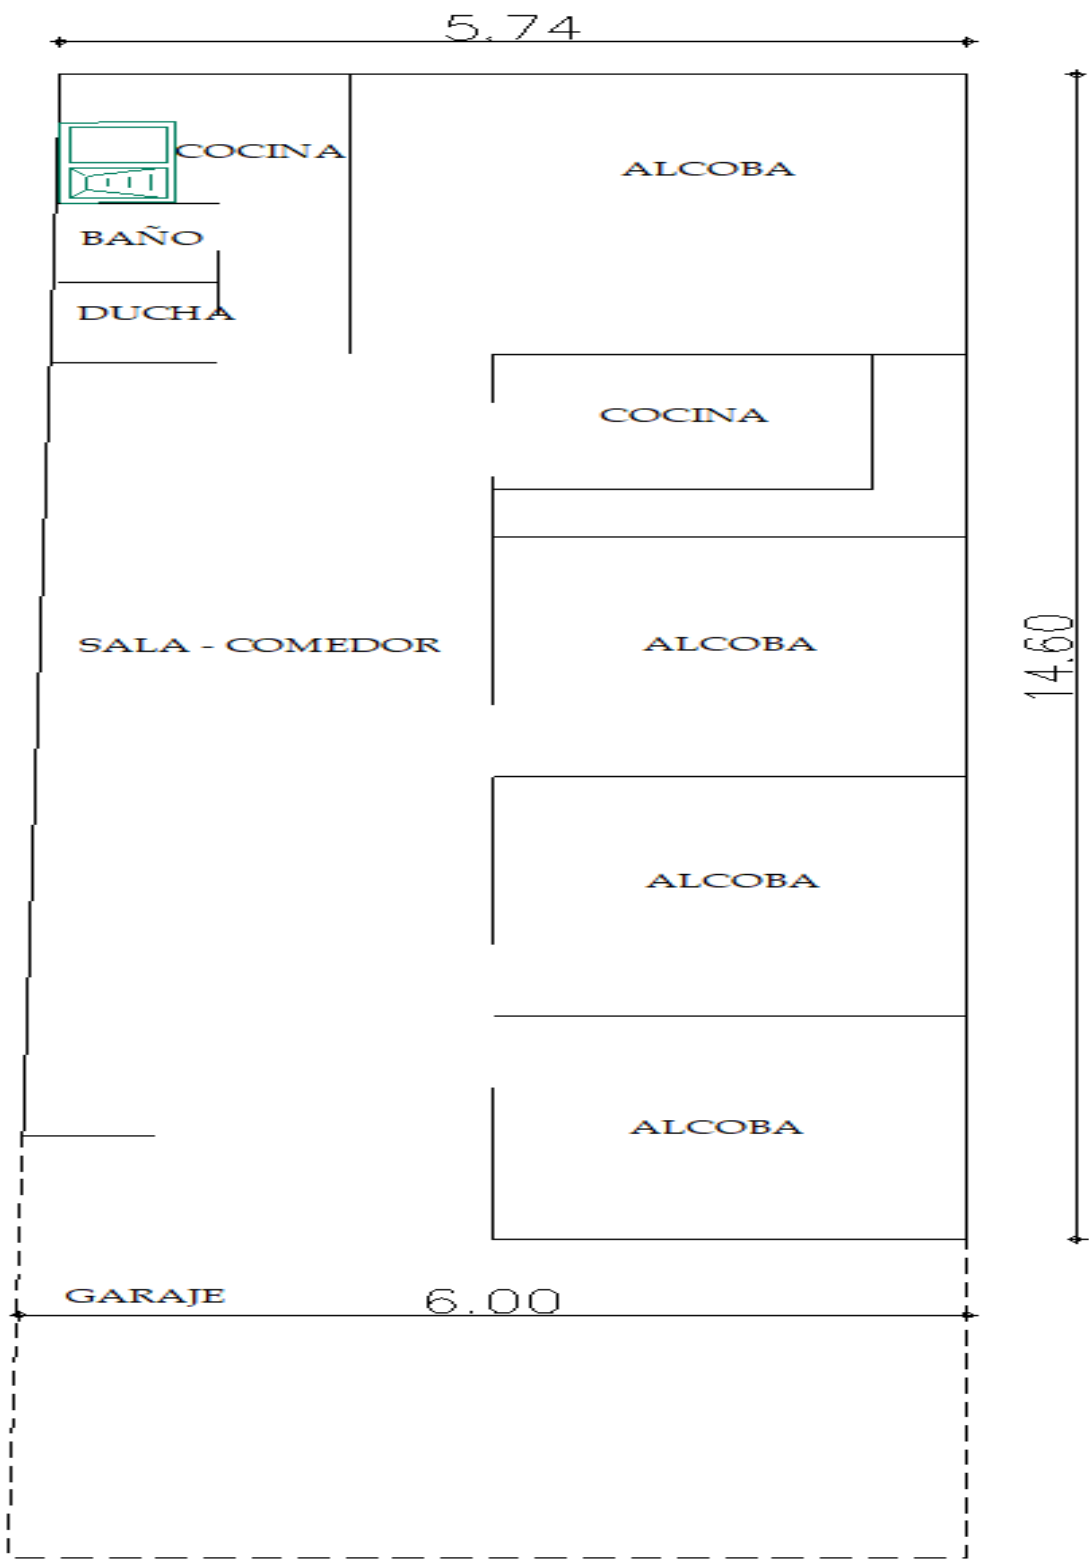 5.74
COCINA
ALCOBA
BAÑO
DUCHA
COCINA
SALA - COMEDOR
ALCOBA
14.60
ALCOBA
ALCOBA
GARAJE
6.00